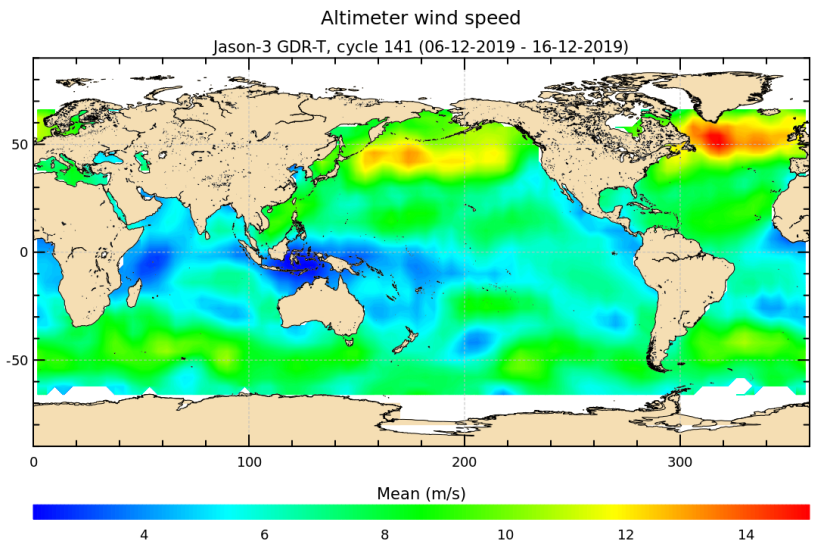 Altimeter wind speed
Jason-3 GDR-T, cycle 141 (06-12-2019 - 16-12-2019)
50
0
-50
0 100 200 300
Mean (m/s)
4 6 8 10 12 14